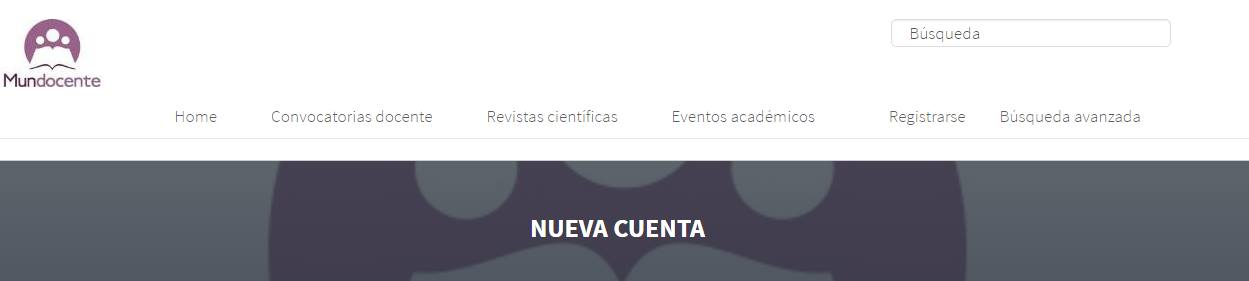 Búsqueda
Mundocente
Home Convocatorias docente Revistas científicas Eventos académicos Registrarse Búsqueda avanzada
NUEVA CUENTA